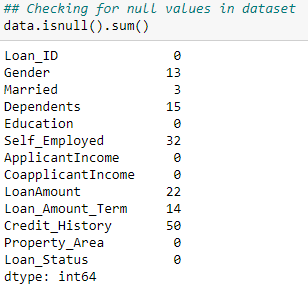 ## Checking for null values in dataset
data.isnull().sum()
Loan_ID 0
Gender 13
Married 3
Dependents 15
Education 0
Self_Employed 32
ApplicantIncome 0
CoapplicantIncome 0
LoanAmount 22
Loan_Amount_Term 14
Credit_History 50
Property_Area 0
Loan_Status 0
dtype: int64